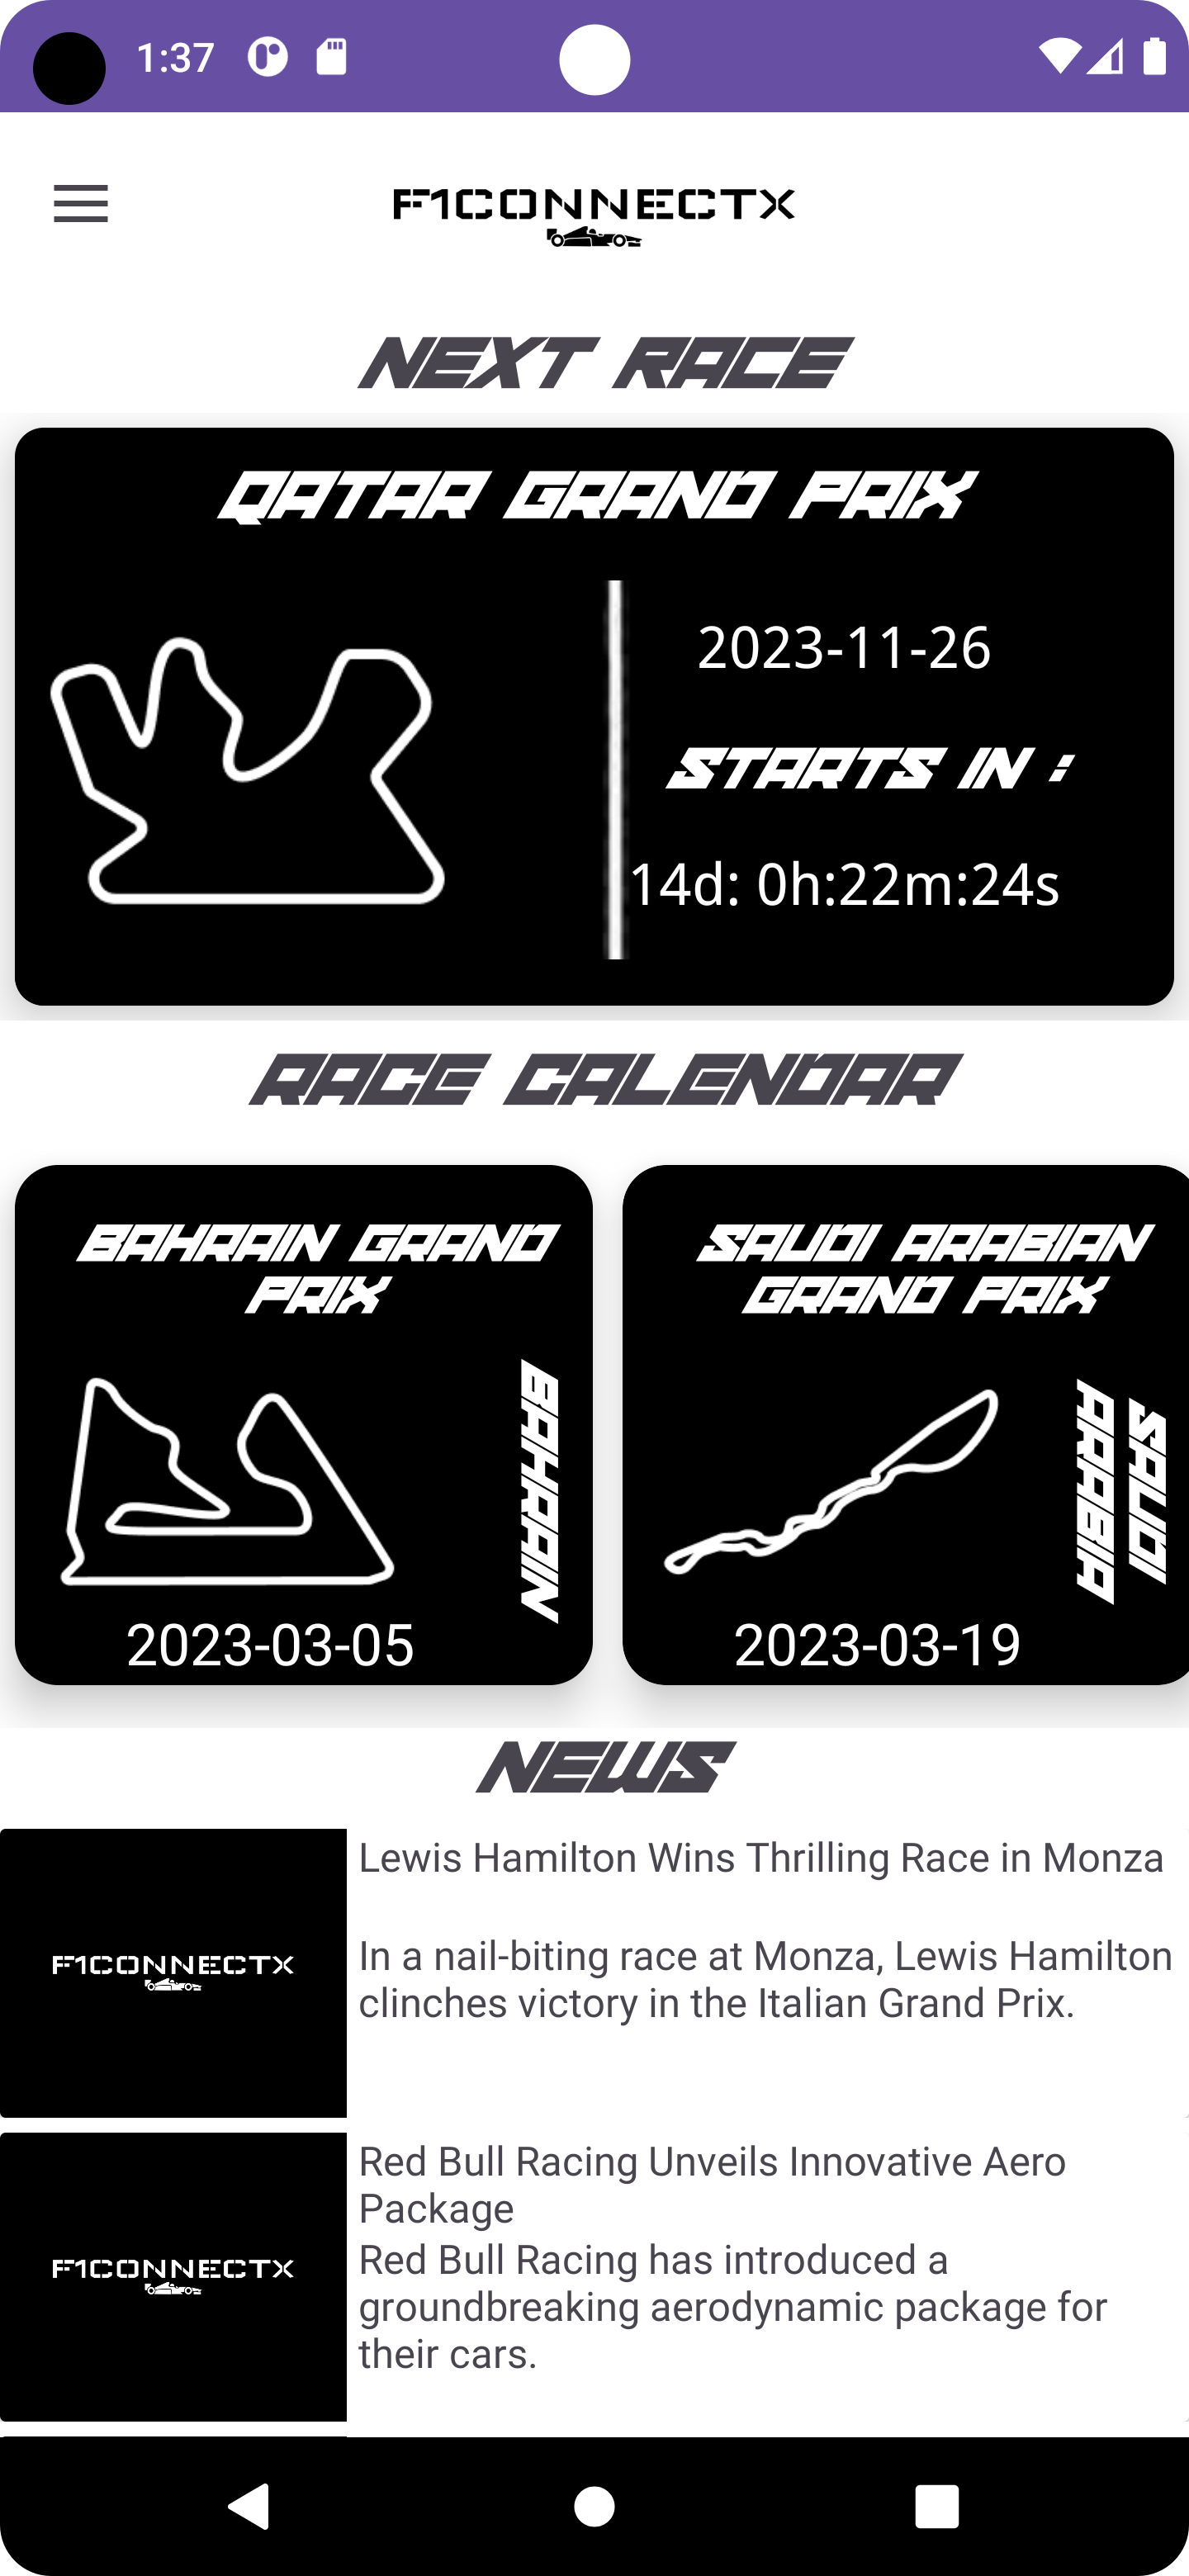 1:37
F1CONNECTX
NEXT RACE
QATAR GRAND PRIX
2023-11-26
STARTS IN :
14d: 0h:22m:24s
RACE CALENDAR
BAHRAIN GRAND
PRIX
BAHRAIN
2023-03-05
SAUDI ARABIAN
GRAND PRIX
SAUDI
ARABIA
2023-03-19
NEWS
F1CONNECTX
Lewis Hamilton Wins Thrilling Race in Monza
In a nail-biting race at Monza, Lewis Hamilton
clinches victory in the Italian Grand Prix.
F1CONNECTX
Red Bull Racing Unveils Innovative Aero
Package
Red Bull Racing has introduced a
groundbreaking aerodynamic package for
their cars.